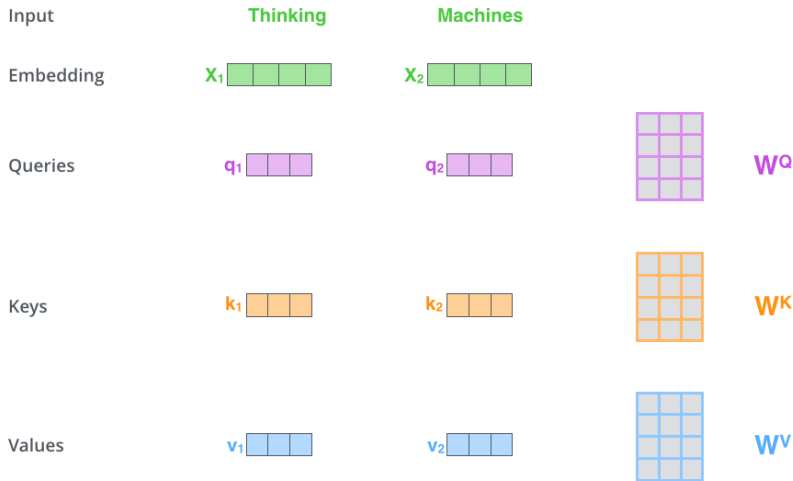 Input Thinking Machines
Embedding X1 X2
Queries q1 q2 WQ
Keys k1 k2 WK
Values v1 v2 WV